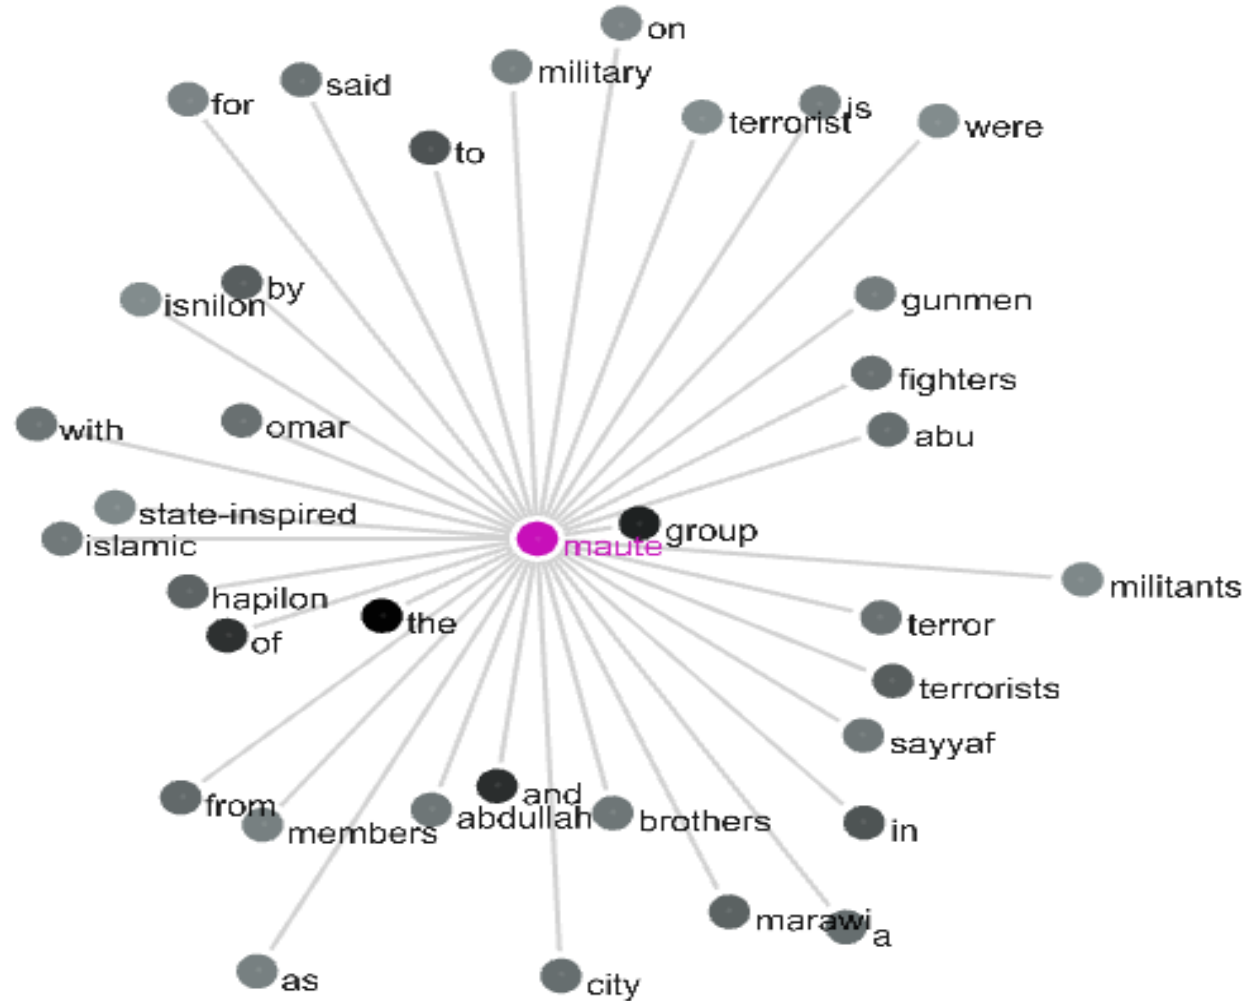 on
military
said
for
terrorist
is
were
to
by
isnilon
gunmen
fighters
omar
with
abu
state-inspired
group
islamic
maute
militants
hapilon
the
of
terror
terrorists
sayyaf
and
from
abdullah
brothers
members
in
marawi
a
as
city